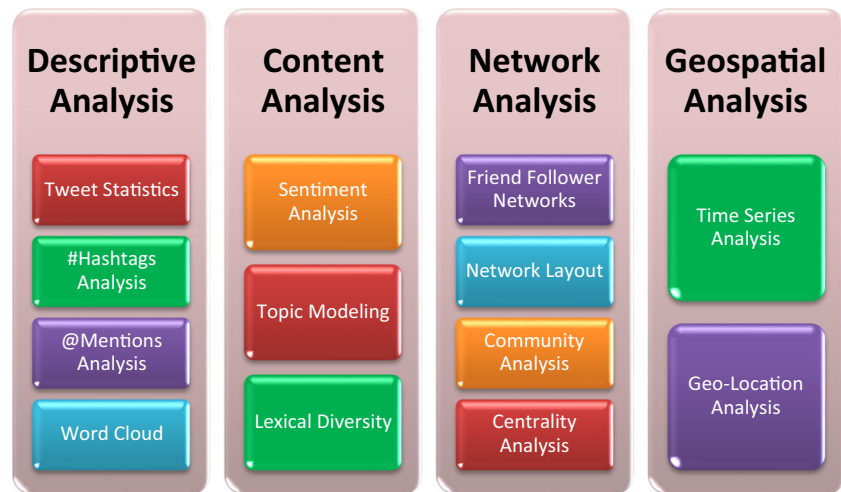 Descriptive
Analysis
Tweet Statistics
#Hashtags
Analysis
@Mentions
Analysis
Word Cloud
Content
Analysis
Sentiment
Analysis
Topic Modeling
Lexical Diversity
Network
Analysis
Friend Follower
Networks
Network Layout
Community
Analysis
Centrality
Analysis
Geospatial
Analysis
Time Series
Analysis
Geo-Location
Analysis